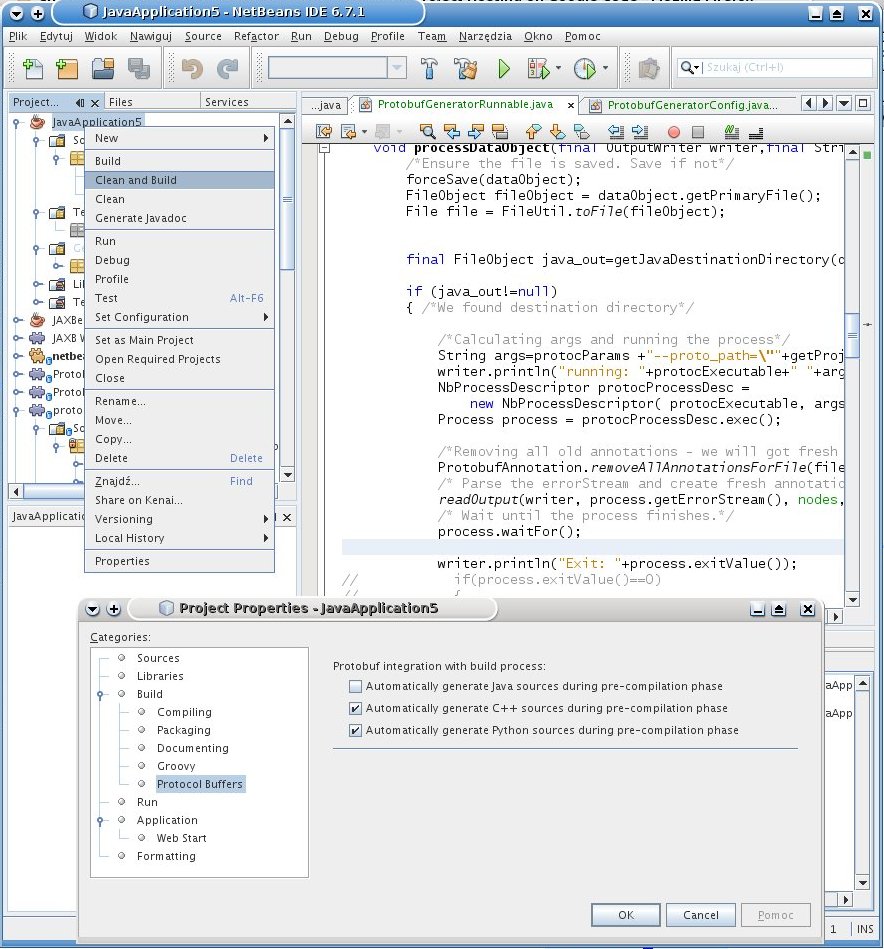 JavaApplication5 - NetBeans IDE 6.7.1
Plik Edytuj Widok Nawiguj Source Refactor Run Debug Profile Team Narzędzia Okno Pomoc
Szukaj (Ctrl+I)
Project... Files Services
...java ProtobufGeneratorRunnable.java ProtobufGeneratorConfig.java...
JavaApplication5
New
Build
Clean and Build
Clean
Generate Javadoc
Run
Debug
Profile
Test Alt-F6
Set Configuration
Set as Main Project
Open Required Projects
Close
Rename...
Move...
Copy...
Delete Delete
Znajdź... Find
Share on Kenai...
Versioning
Local History
Properties
void processDataObject(final OutputWriter writer,final Stri
/*Ensure the file is saved. Save if not*/
forceSave(dataObject);
FileObject fileObject = dataObject.getPrimaryFile();
File file = FileUtil.toFile(fileObject);
final FileObject java_out=getJavaDestinationDirectory(
if (java_out!=null)
{ /*We found destination directory*/
/*Calculating args and running the process*/
String args=protocParams +"--proto_path=\""+getProj
writer.println("running: "+protocExecutable+" "+arg
NbProcessDescriptor protocProcessDesc =
new NbProcessDescriptor( protocExecutable, args
Process process = protocProcessDesc.exec();
/*Removing all old annotations - we will got fresh
ProtobufAnnotation.removeAllAnnotationsForFile(file
/* Parse the errorStream and create fresh annotatio
readOutput(writer, process.getErrorStream(), nodes,
/* Wait until the process finishes.*/
process.waitFor();
writer.println("Exit: "+process.exitValue());
// if(process.exitValue()==0)
// {
Project Properties - JavaApplication5
Categories:
Sources
Libraries
Build
Compiling
Packaging
Documenting
Groovy
Protocol Buffers
Run
Application
Web Start
Formatting
Protobuf integration with build process:
Automatically generate Java sources during pre-compilation phase
Automatically generate C++ sources during pre-compilation phase
Automatically generate Python sources during pre-compilation phase
OK Cancel Pomoc
aApp
aApp
1 INS